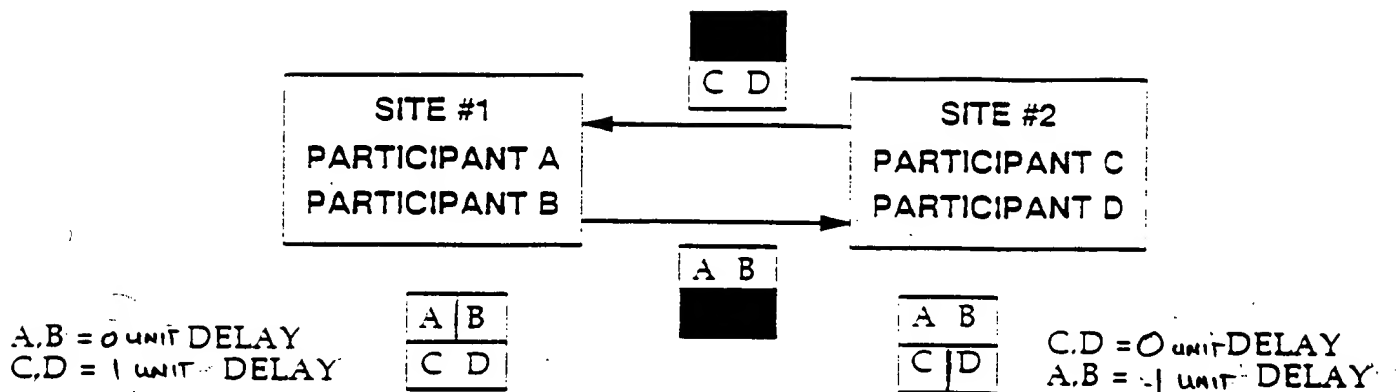 C D
SITE #1
PARTICIPANT A
PARTICIPANT B
SITE #2
PARTICIPANT C
PARTICIPANT D
A B
A B
C D
A,B = 0 UNIT DELAY
C,D = 1 UNIT DELAY
A B
C D
C,D = 0 UNIT DELAY
A,B = 1 UNIT DELAY